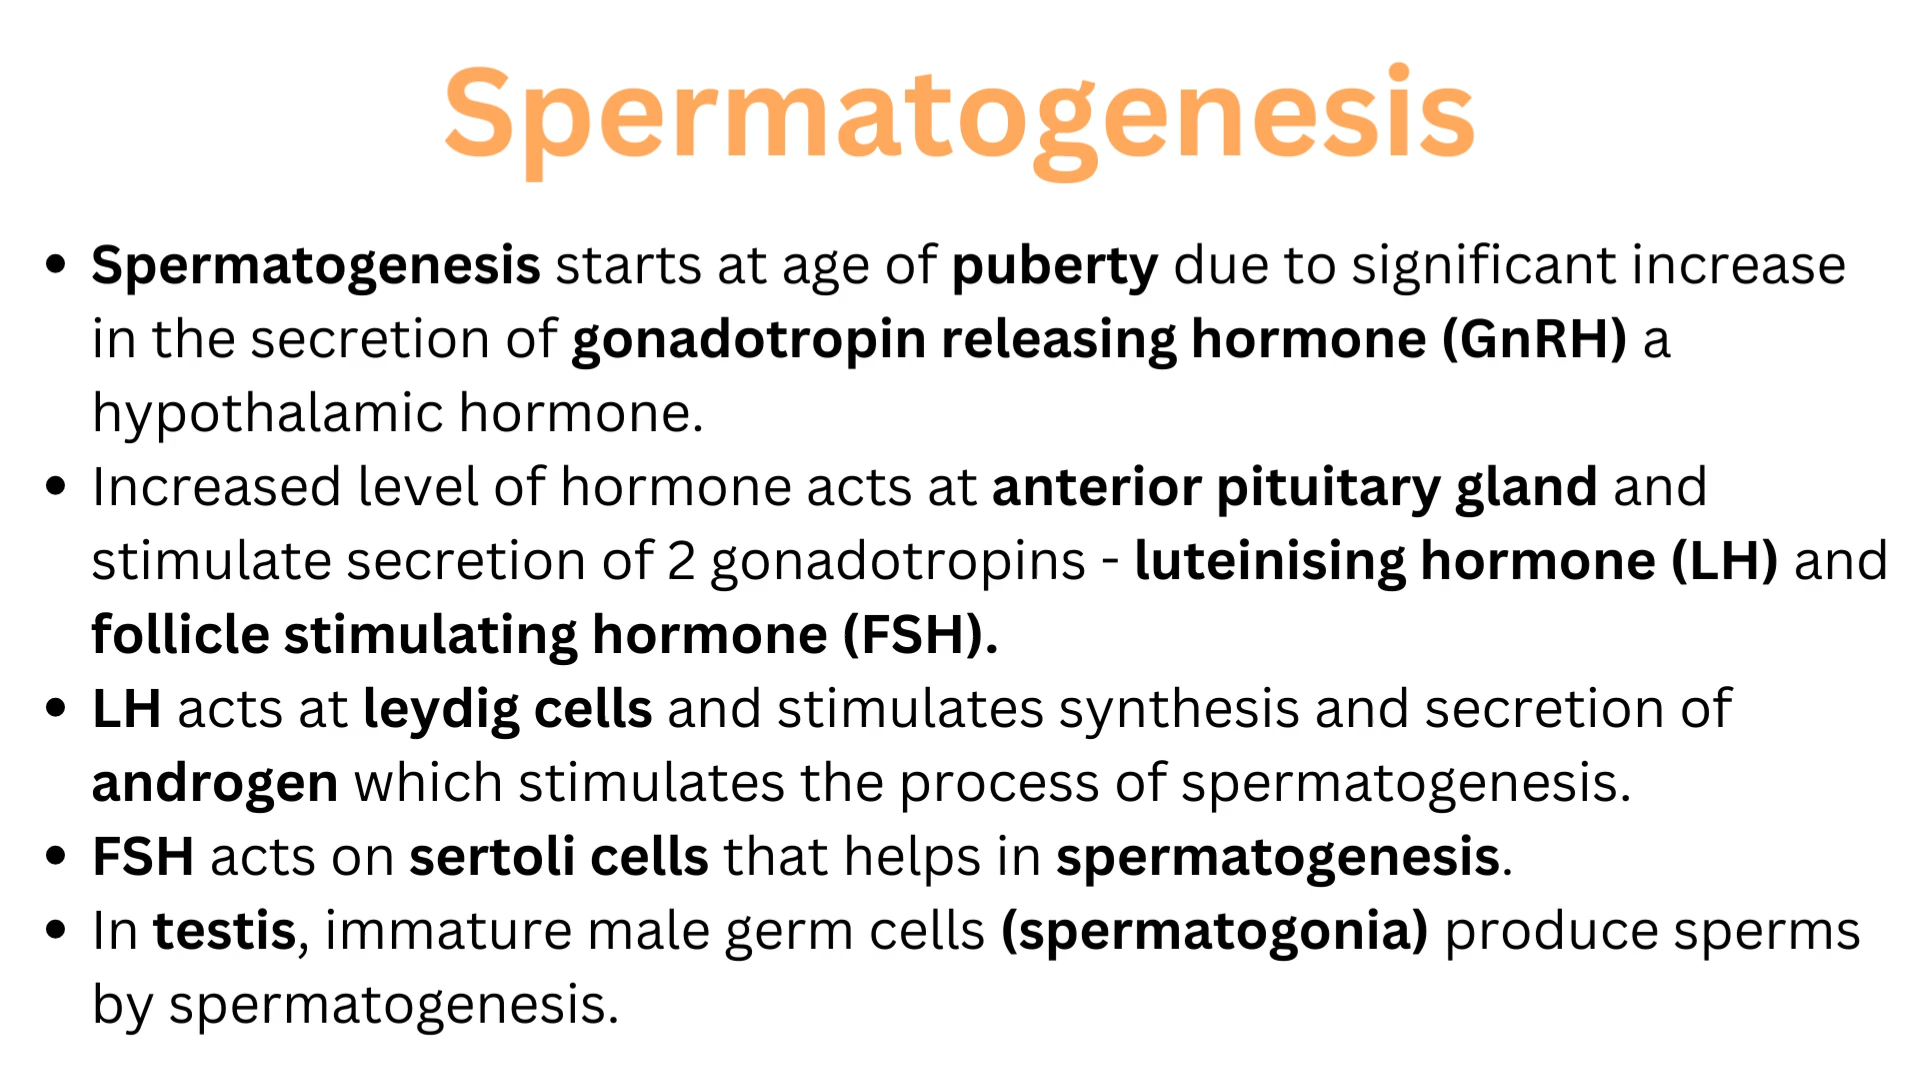 Spermatogenesis
• Spermatogenesis starts at age of puberty due to significant increase
in the secretion of gonadotropin releasing hormone (GnRH) a
hypothalamic hormone.
• Increased level of hormone acts at anterior pituitary gland and
stimulate secretion of 2 gonadotropins - luteinising hormone (LH) and
follicle stimulating hormone (FSH).
• LH acts at leydig cells and stimulates synthesis and secretion of
androgen which stimulates the process of spermatogenesis.
• FSH acts on sertoli cells that helps in spermatogenesis.
• In testis, immature male germ cells (spermatogonia) produce sperms
by spermatogenesis.